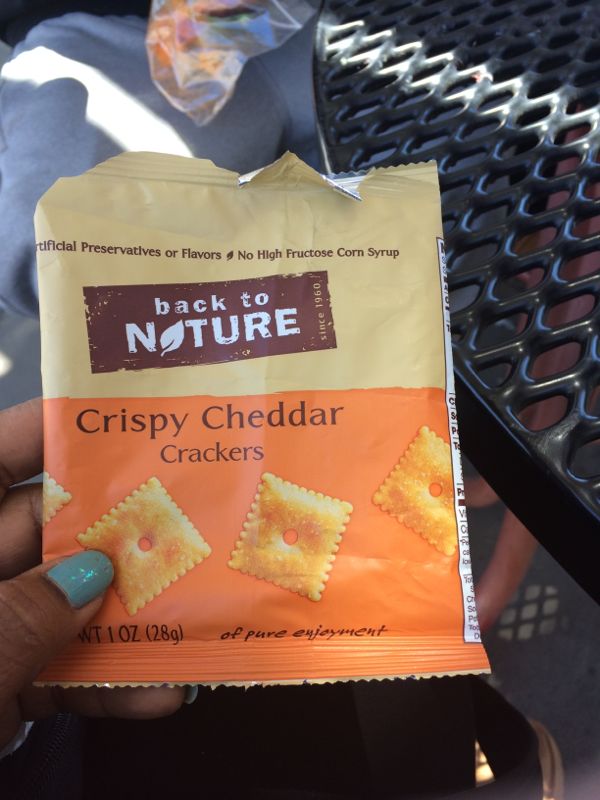 rtificial Preservatives or Flavors No High Fructose Corn Syrup
back to
NATURE
since 1960
Crispy Cheddar
Crackers
WT 1 OZ (28g) of pure enjoyment